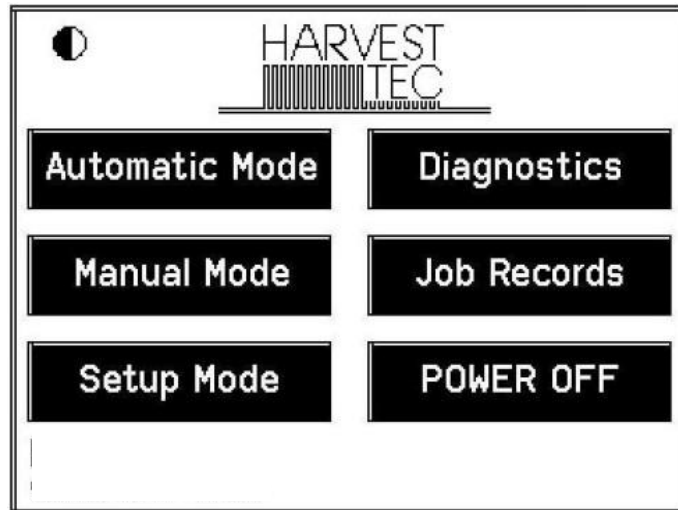 HARVEST
TEC
Automatic Mode
Diagnostics
Manual Mode
Job Records
Setup Mode
POWER OFF